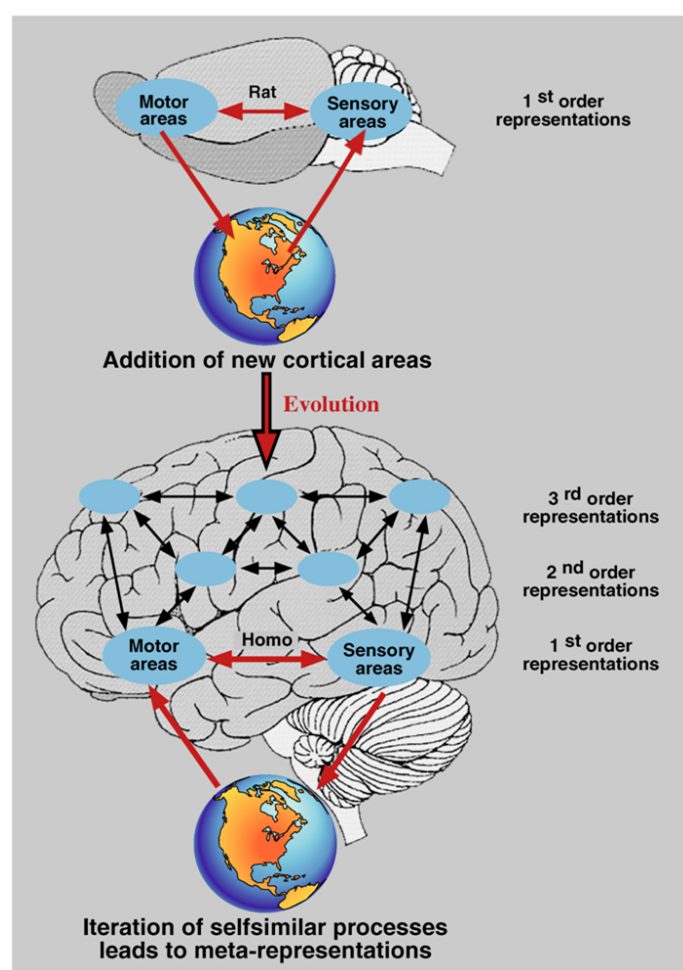 Rat
Motor
areas
Sensory
areas
1 st order
representations
Addition of new cortical areas
Evolution
3 rd order
representations
2 nd order
representations
Homo
Motor
areas
Sensory
areas
1 st order
representations
Iteration of selfsimilar processes
leads to meta-representations